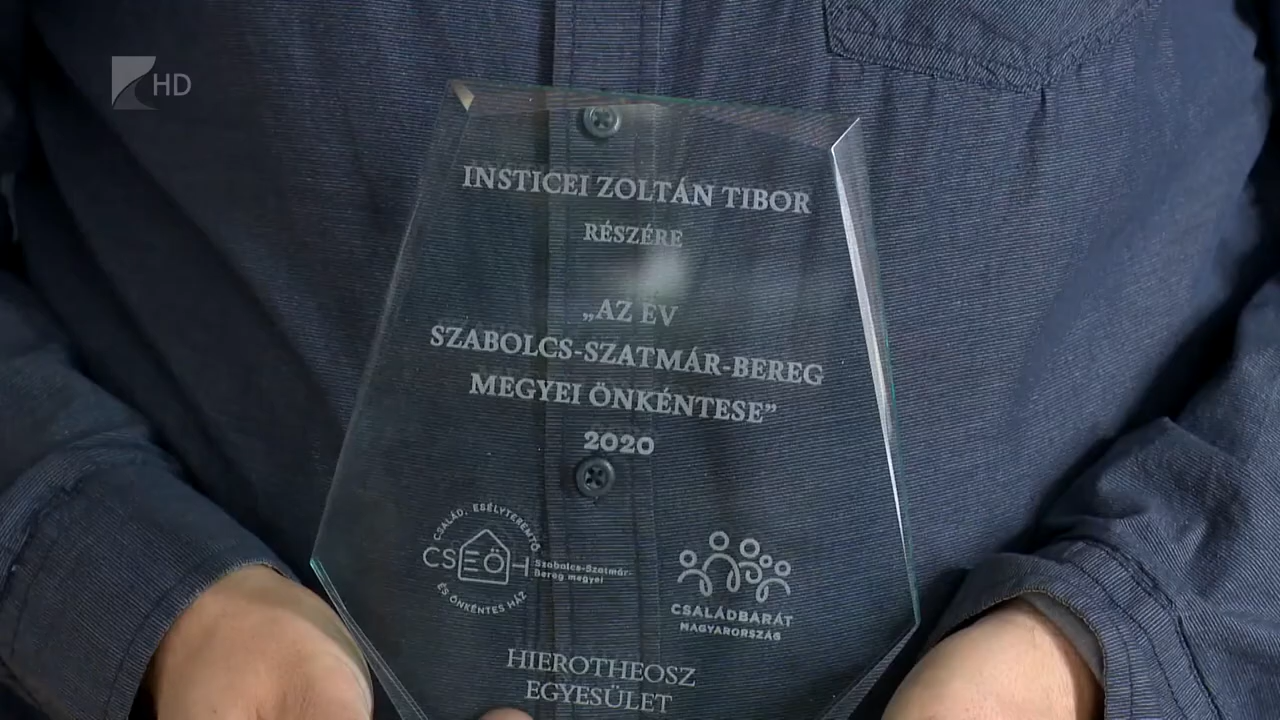 HD
INSTICEI ZOLTÁN TIBOR
RÉSZÉRE
„AZ ÉV
SZABOLCS-SZATMÁR-BEREG
MEGYEI ÖNKÉNTESE”
2020
CSALÁD, ESÉLYTEREMTŐ
CSEÖH
Szabolcs-Szatmár-
Bereg megyei
ÉS ÖNKÉNTES HÁZ
CSALÁDBARÁT
MAGYARORSZÁG
HIEROTHEOSZ
EGYESÜLET